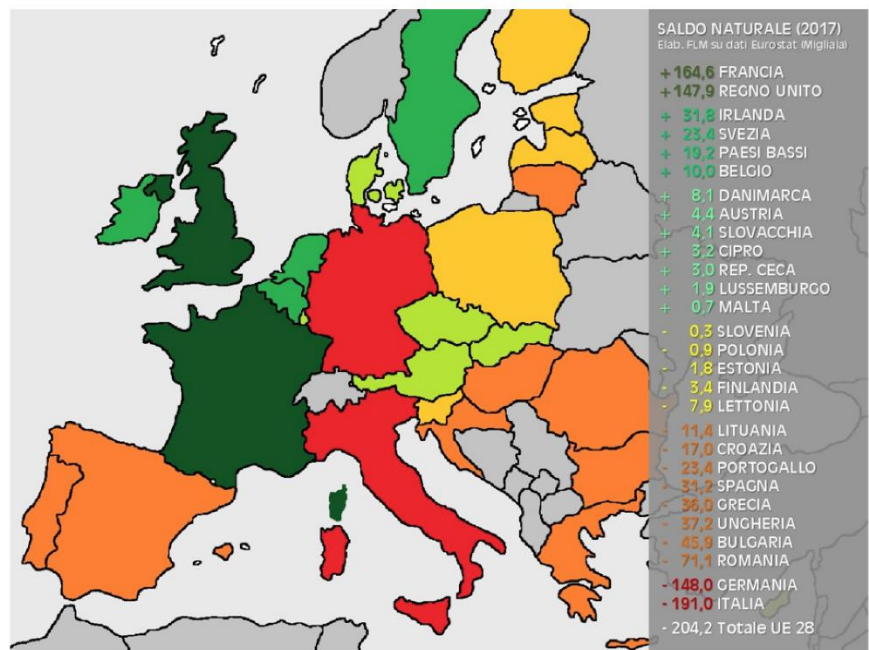 SALDO NATURALE (2017)
Elab. FLM su dati Eurostat (Migliaia)
+ 164,6 FRANCIA
+ 147,9 REGNO UNITO
+ 31,8 IRLANDA
+ 23,4 SVEZIA
+ 19,2 PAESI BASSI
+ 10,0 BELGIO
+ 8,1 DANIMARCA
+ 4,4 AUSTRIA
+ 4,1 SLOVACCHIA
+ 3,2 CIPRO
+ 3,0 REP. CECA
+ 1,9 LUSSEMBURGO
+ 0,7 MALTA
- 0,3 SLOVENIA
- 0,9 POLONIA
- 1,8 ESTONIA
- 3,4 FINLANDIA
- 7,9 LETTONIA
- 11,4 LITUANIA
- 17,0 CROAZIA
- 23,4 PORTOGALLO
- 31,2 SPAGNA
- 36,0 GRECIA
- 37,2 UNGHERIA
- 45,9 BULGARIA
- 71,1 ROMANIA
- 148,0 GERMANIA
- 191,0 ITALIA
- 204,2 Totale UE 28